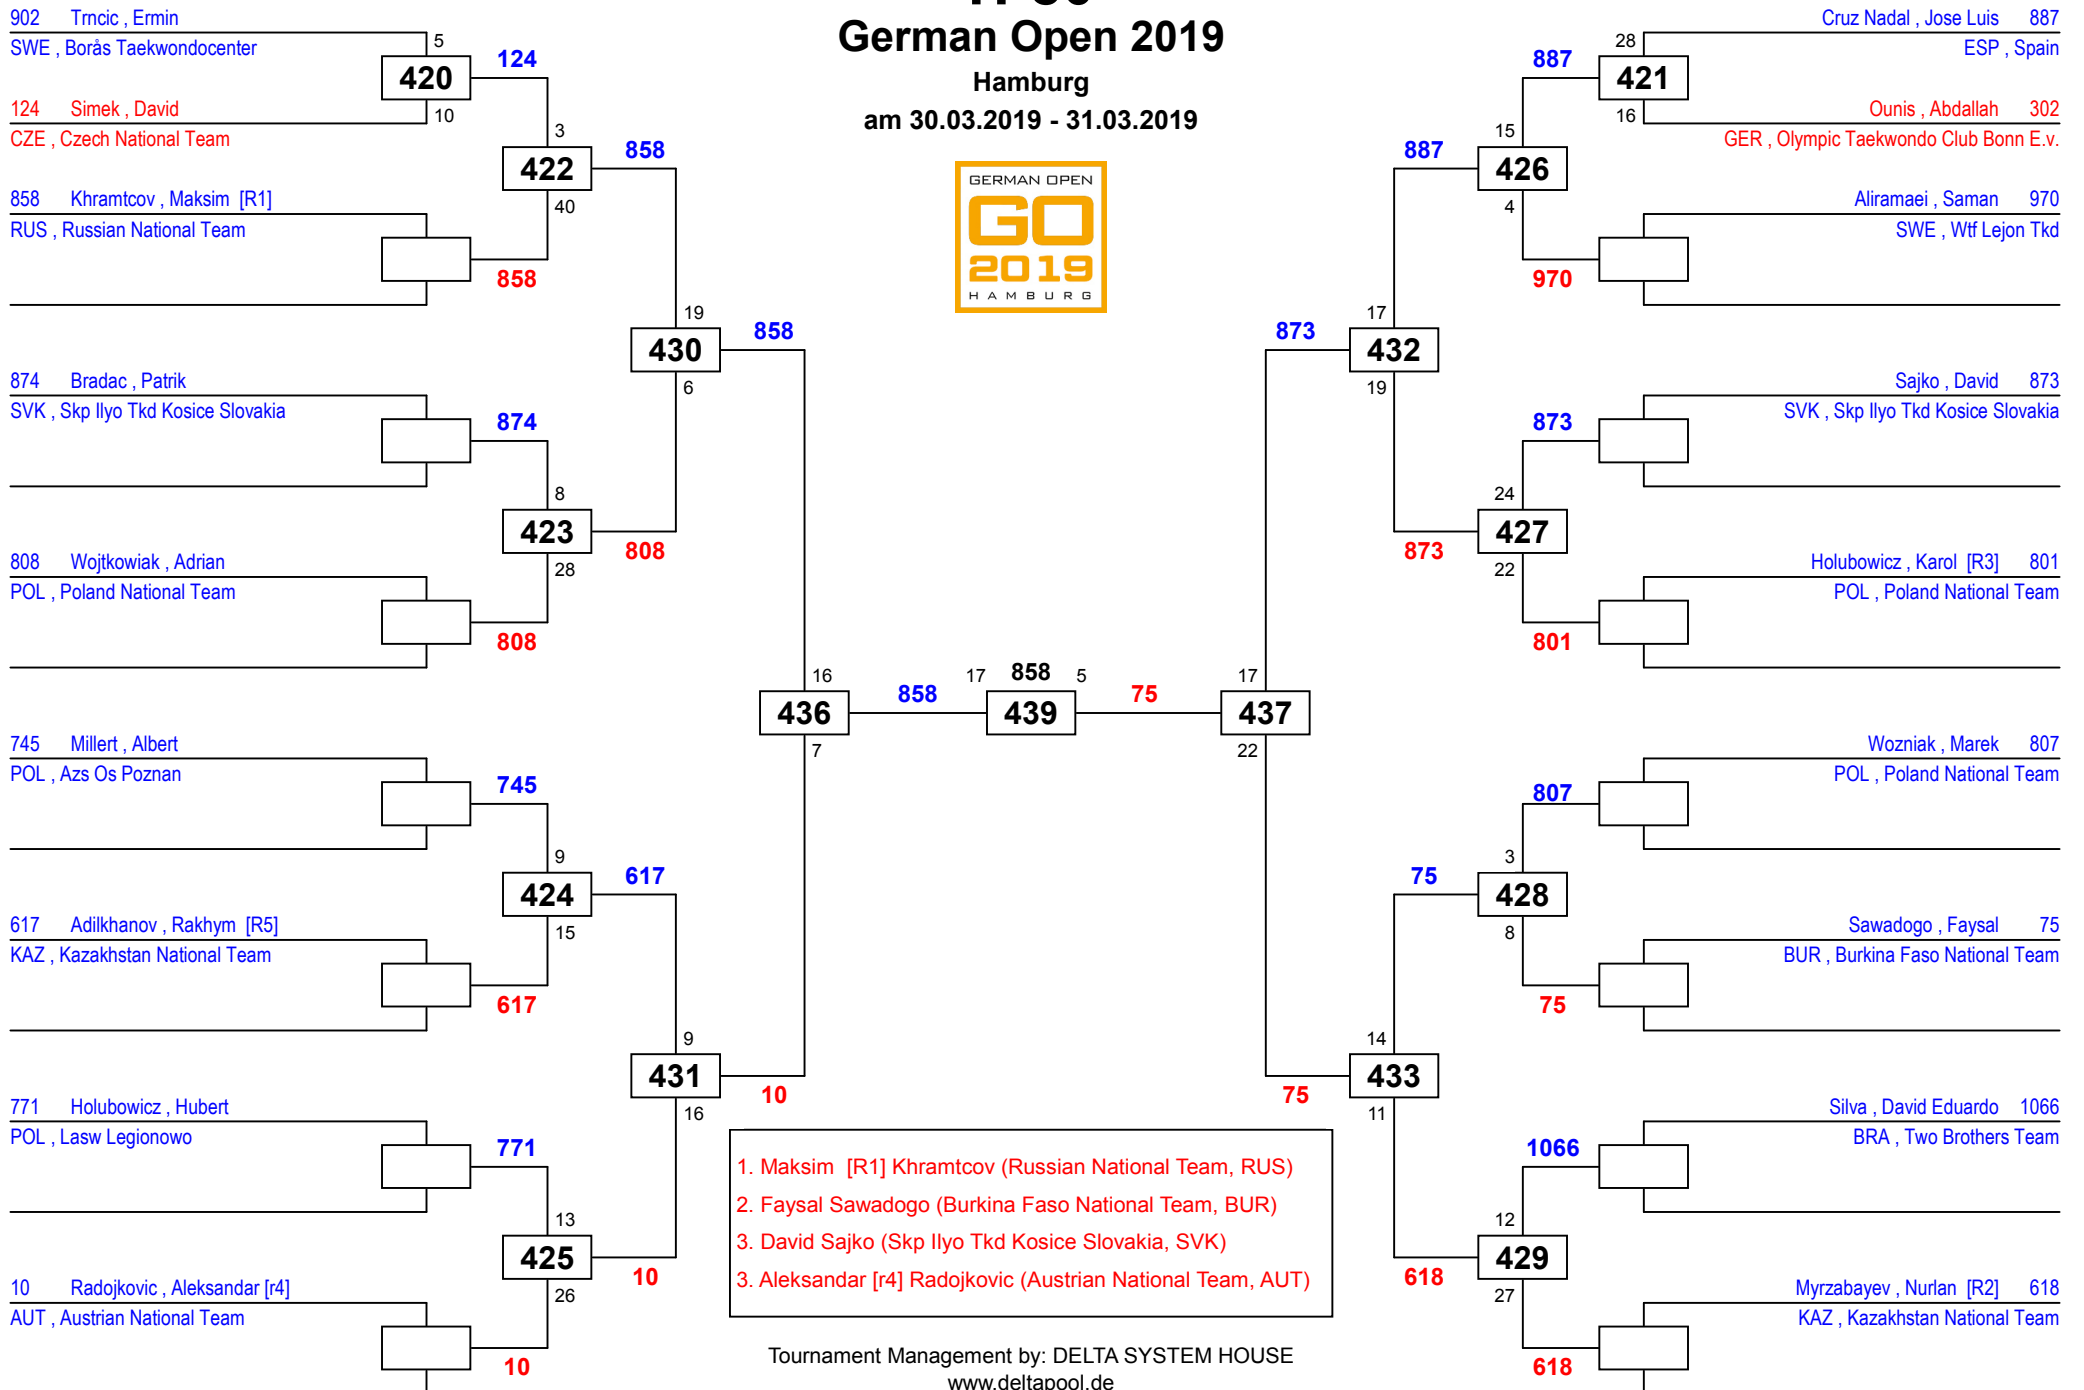 German Open 2019
Hamburg
am 30.03.2019 - 31.03.2019
GERMAN OPEN
GO
2019
HAMBURG
902 Trncic , Ermin
SWE , Borås Taekwondocenter
5
420
124
10
124 Simek , David
CZE , Czech National Team
3
422
858
40
858 Khramtcov , Maksim [R1]
RUS , Russian National Team
858
19
430
858
6
874 Bradac , Patrik
SVK , Skp Ilyo Tkd Kosice Slovakia
874
8
423
808
28
808 Wojtkowiak , Adrian
POL , Poland National Team
808
16
436
858
7
745 Millert , Albert
POL , Azs Os Poznan
745
9
424
617
15
617 Adilkhanov , Rakhym [R5]
KAZ , Kazakhstan National Team
617
9
431
10
16
771 Holubowicz , Hubert
POL , Lasw Legionowo
771
13
425
10
26
10 Radojkovic , Aleksandar [r4]
AUT , Austrian National Team
10
17 858 5
439
75
Cruz Nadal , Jose Luis 887
ESP , Spain
28
887
421
16
Ounis , Abdallah 302
GER , Olympic Taekwondo Club Bonn E.v.
15
887
426
4
Aliramaei , Saman 970
SWE , Wtf Lejon Tkd
970
17
873
432
19
Sajko , David 873
SVK , Skp Ilyo Tkd Kosice Slovakia
873
24
427
873
22
Holubowicz , Karol [R3] 801
POL , Poland National Team
801
17
437
22
Wozniak , Marek 807
POL , Poland National Team
807
3
75
428
8
Sawadogo , Faysal 75
BUR , Burkina Faso National Team
75
14
433
75
11
Silva , David Eduardo 1066
BRA , Two Brothers Team
1066
12
429
618
27
Myrzabayev , Nurlan [R2] 618
KAZ , Kazakhstan National Team
618
1. Maksim [R1] Khramtcov (Russian National Team, RUS)
2. Faysal Sawadogo (Burkina Faso National Team, BUR)
3. David Sajko (Skp Ilyo Tkd Kosice Slovakia, SVK)
3. Aleksandar [r4] Radojkovic (Austrian National Team, AUT)
Tournament Management by: DELTA SYSTEM HOUSE
www.deltapool.de